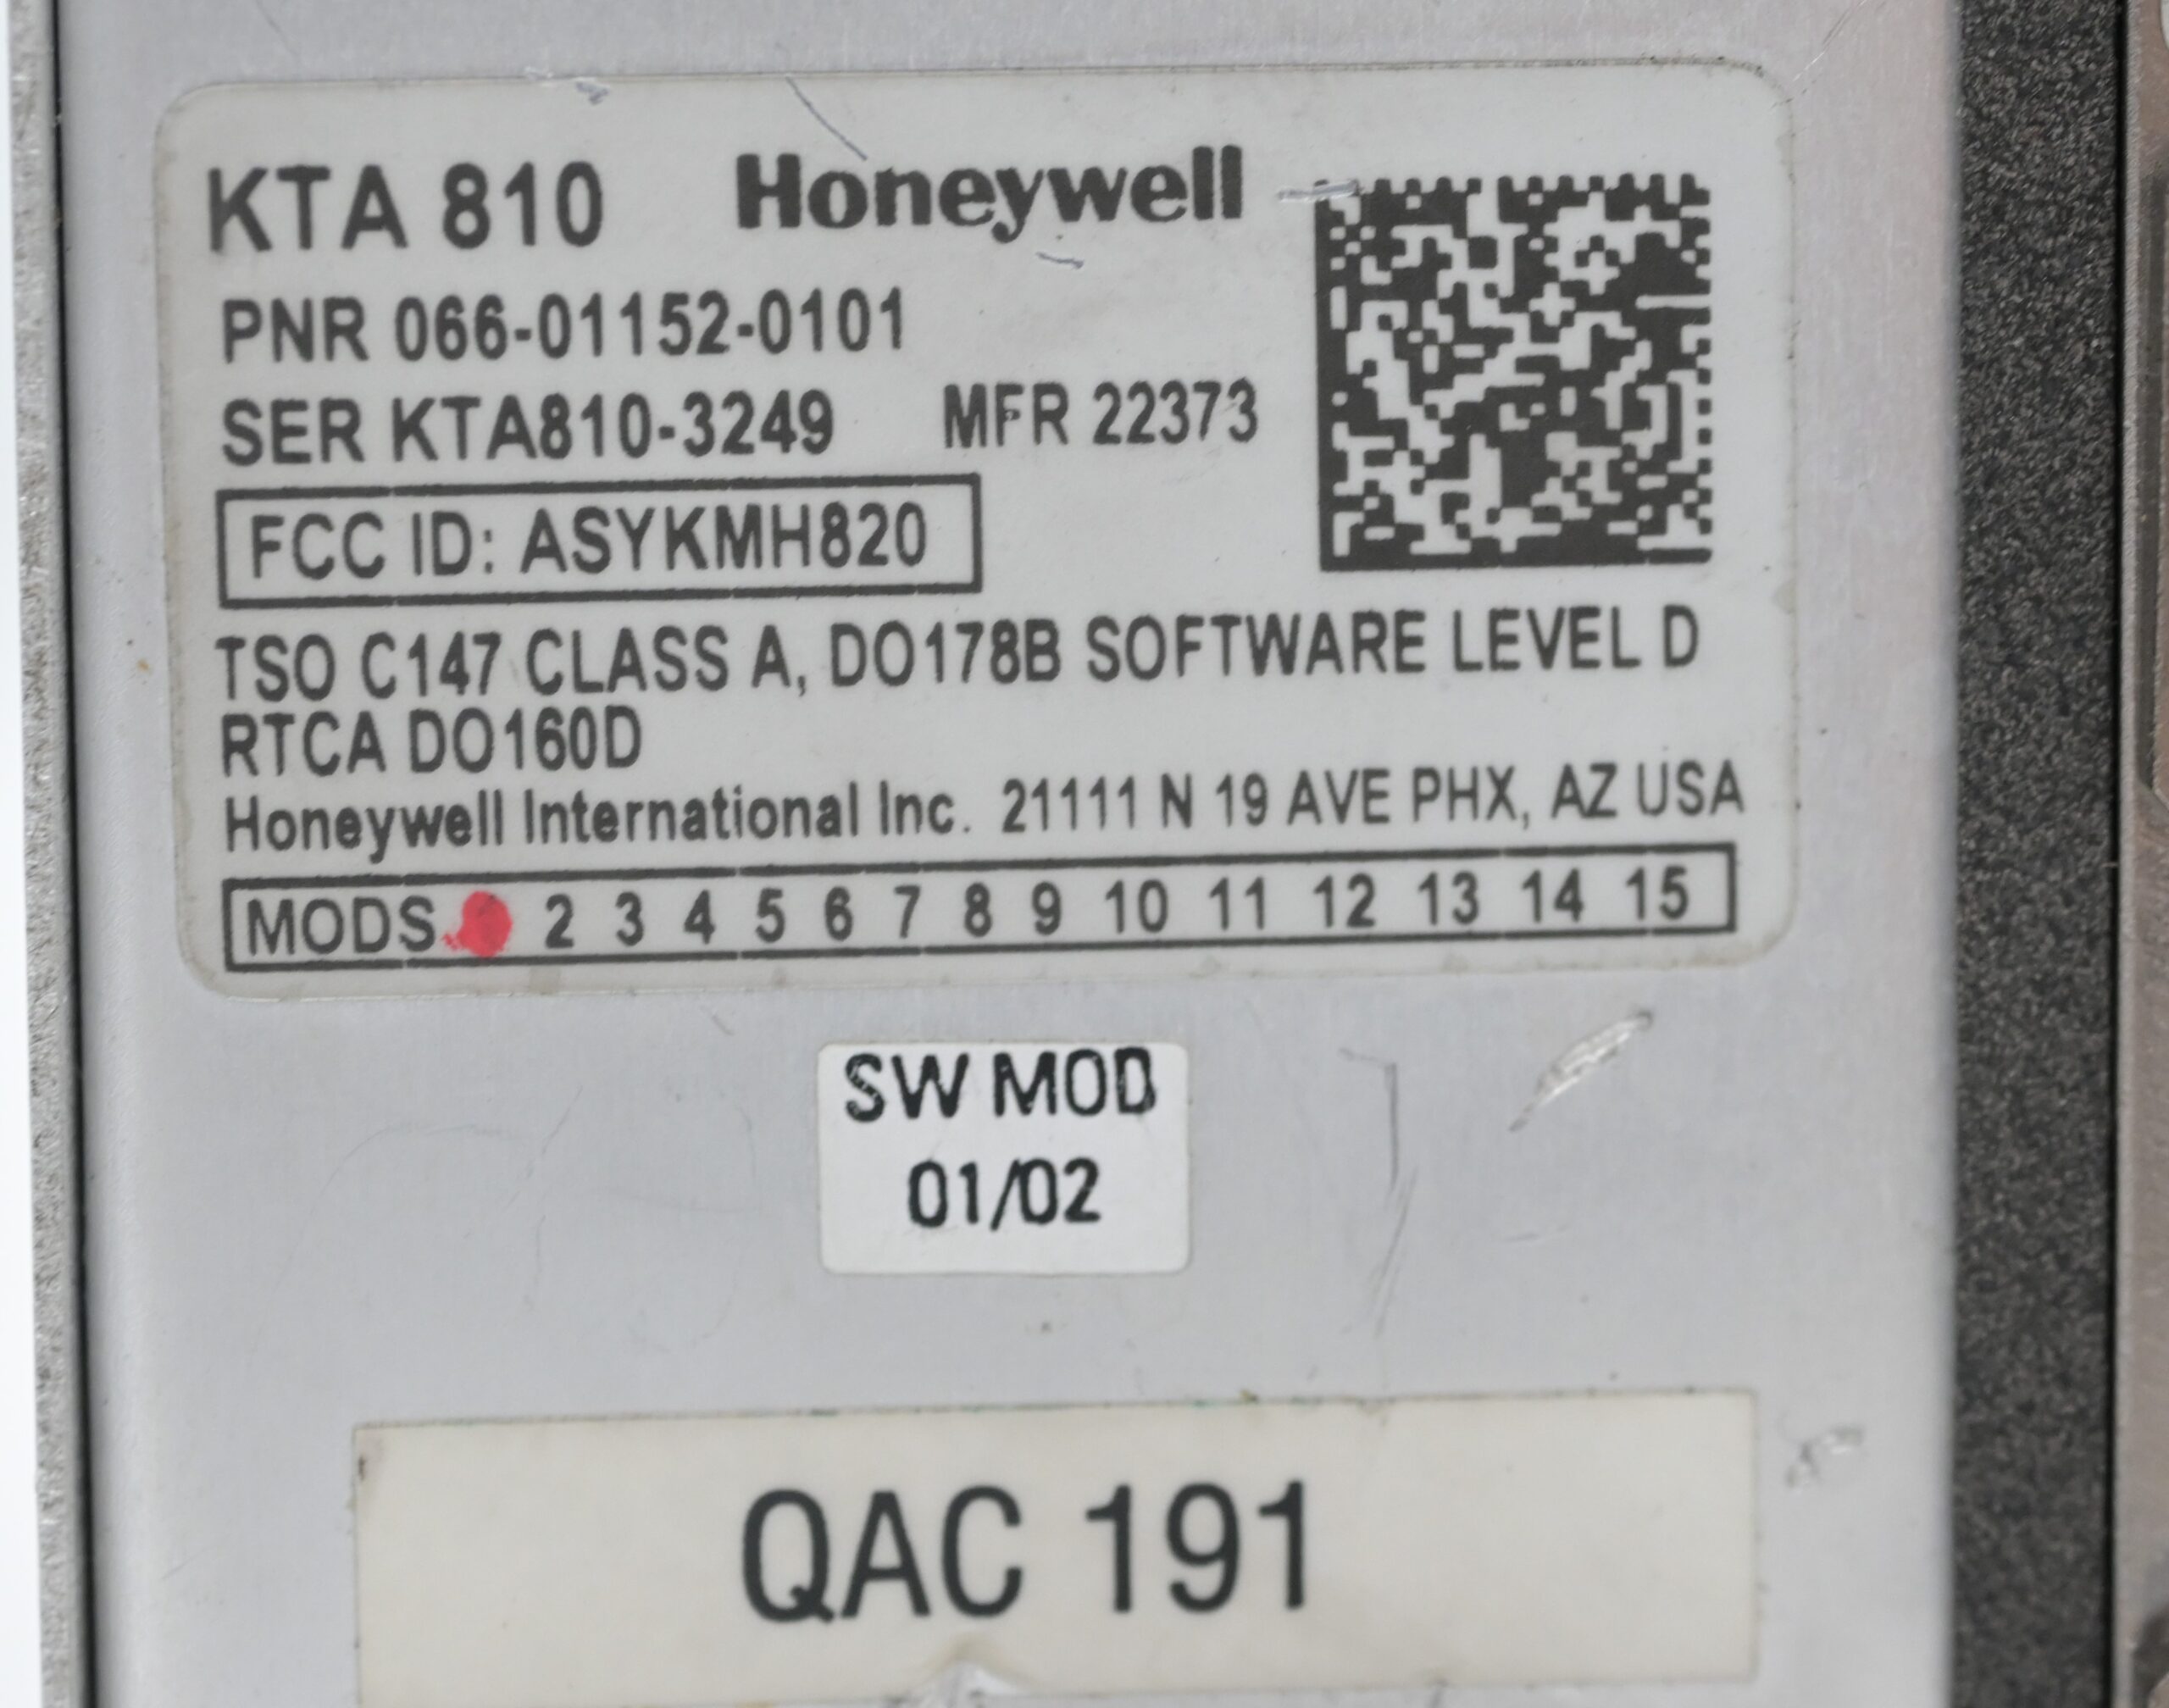 KTA 810 Honeywell
PNR 066-01152-0101
SER KTA810-3249 MFR 22373
FCC ID: ASYKMH820
TSO C147 CLASS A, DO178B SOFTWARE LEVEL D
RTCA DO160D
Honeywell International Inc. 21111 N 19 AVE PHX, AZ USA
MODS 2 3 4 5 6 7 8 9 10 11 12 13 14 15
SW MOD
01/02
QAC 191